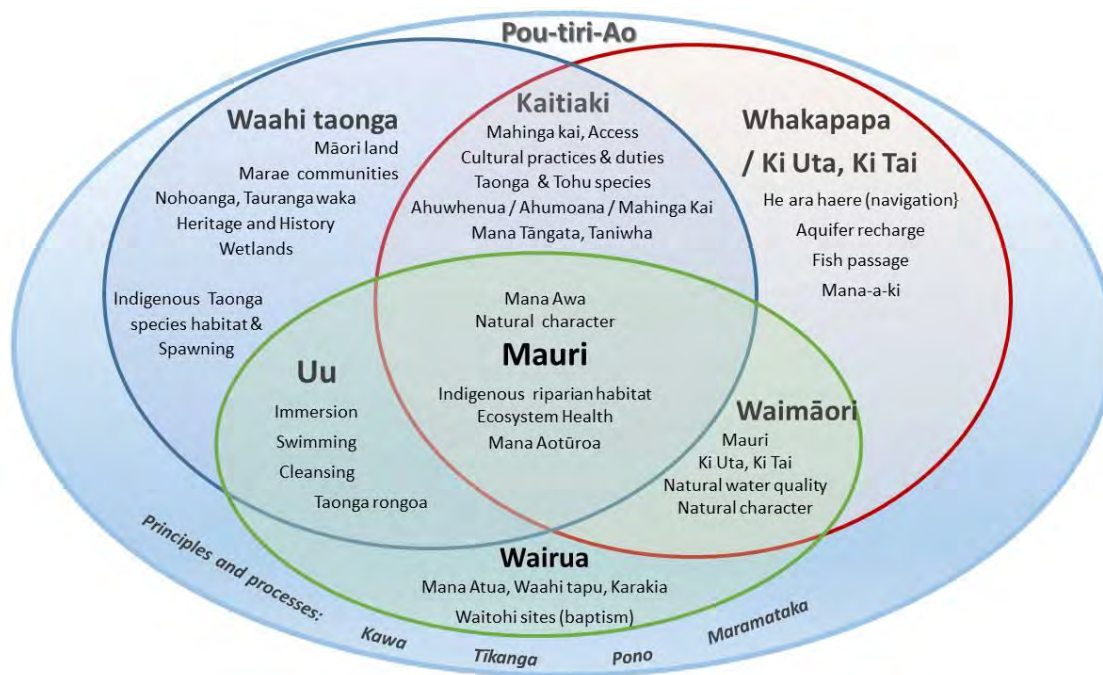 Pou-tiri-Ao
Waahi taonga
Māori land
Marae communities
Nohoanga, Tauranga waka
Heritage and History
Wetlands
Indigenous Taonga
species habitat &
Spawning
Kaitiaki
Mahinga kai, Access
Cultural practices & duties
Taonga & Tohu species
Ahuwhenua / Ahumoana / Mahinga Kai
Mana Tāngata, Taniwha
Whakapapa
/ Ki Uta, Ki Tai
He ara haere (navigation}
Aquifer recharge
Fish passage
Mana-a-ki
Mana Awa
Natural character
Mauri
Indigenous riparian habitat
Ecosystem Health
Mana Aotūroa
Uu
Immersion
Swimming
Cleansing
Taonga rongoa
Waimāori
Mauri
Ki Uta, Ki Tai
Natural water quality
Natural character
Wairua
Mana Atua, Waahi tapu, Karakia
Waitohi sites (baptism)
Principles and processes: Kawa Tīkanga Pono Maramataka